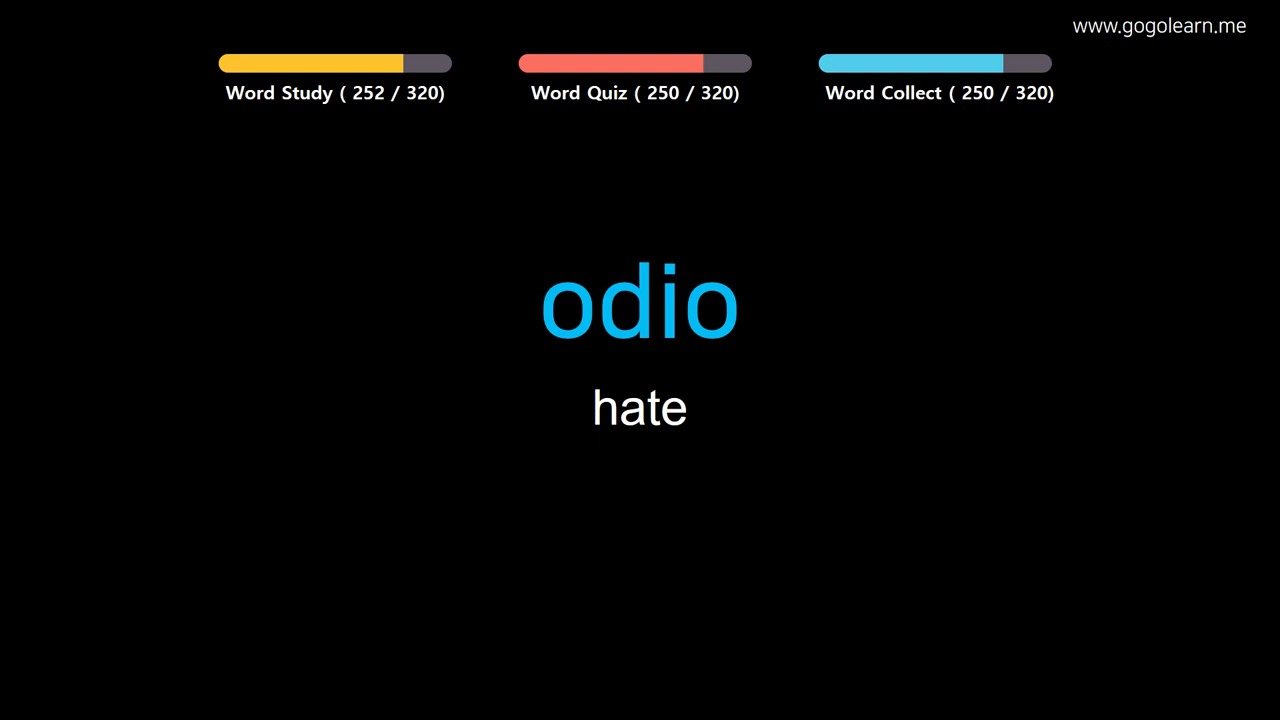 www.gogolearn.me
Word Study ( 252 / 320)
Word Quiz ( 250 / 320)
Word Collect ( 250 / 320)
odio
hate